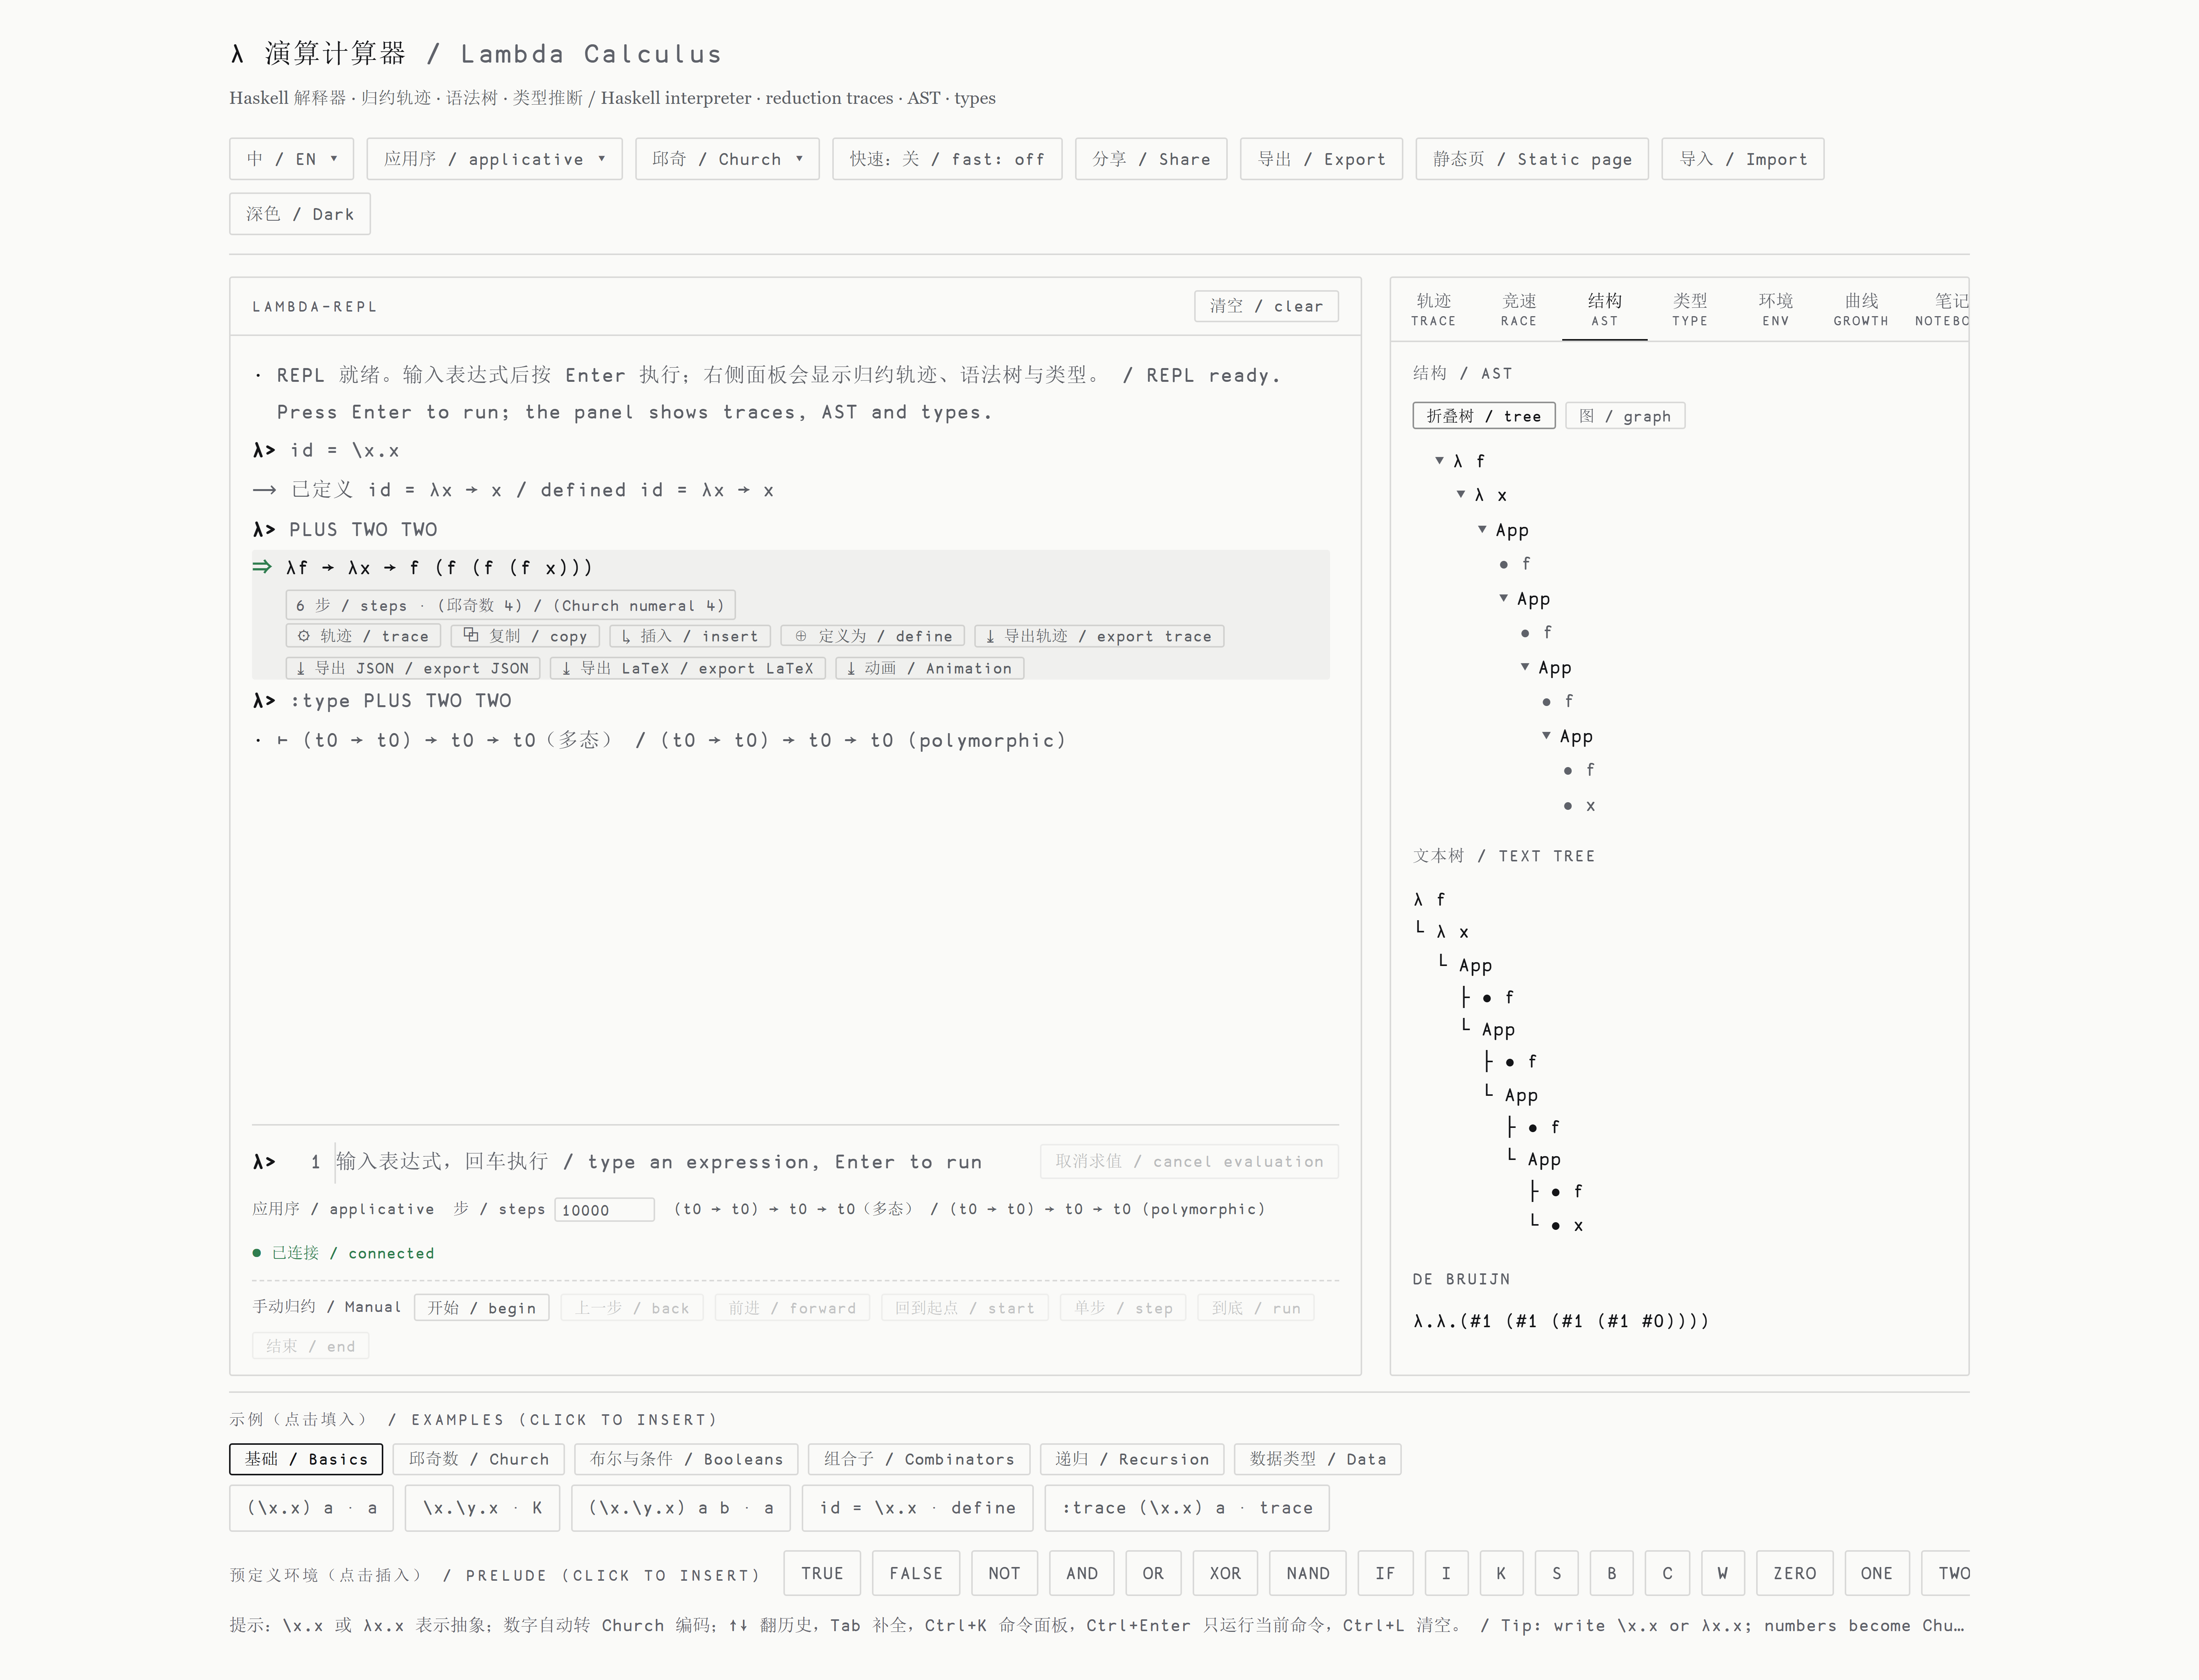 λ 演算计算器 / Lambda Calculus
Haskell 解释器 · 归约轨迹 · 语法树 · 类型推断 / Haskell interpreter · reduction traces · AST · types
中 / EN ▾ 应用序 / applicative ▾ 邱奇 / Church ▾ 快速: 关 / fast: off 分享 / Share 导出 / Export 静态页 / Static page 导入 / Import
深色 / Dark
LAMBDA-REPL 清空 / clear
· REPL 就绪。输入表达式后按 Enter 执行；右侧面板会显示归约轨迹、语法树与类型。 / REPL ready.
Press Enter to run; the panel shows traces, AST and types.
λ> id = \x.x
⟶ 已定义 id = λx → x / defined id = λx → x
λ> PLUS TWO TWO
⇒ λf → λx → f (f (f (f x)))
6 步 / steps · (邱奇数 4) / (Church numeral 4)
⚙ 轨迹 / trace ⧉ 复制 / copy ↳ 插入 / insert ⊕ 定义为 / define ↓ 导出轨迹 / export trace
↓ 导出 JSON / export JSON ↓ 导出 LaTeX / export LaTeX ↓ 动画 / Animation
λ> :type PLUS TWO TWO
· ⊢ (t0 → t0) → t0 → t0（多态） / (t0 → t0) → t0 → t0 (polymorphic)
λ> 1 输入表达式，回车执行 / type an expression, Enter to run 取消求值 / cancel evaluation
应用序 / applicative 步 / steps 10000 (t0 → t0) → t0 → t0（多态） / (t0 → t0) → t0 → t0 (polymorphic)
● 已连接 / connected
手动归约 / Manual 开始 / begin 上一步 / back 前进 / forward 回到起点 / start 单步 / step 到底 / run
结束 / end
轨迹 竞速 结构 类型 环境 曲线 笔记
TRACE RACE AST TYPE ENV GROWTH NOTEBO
结构 / AST
折叠树 / tree 图 / graph
▾ λ f
▾ λ x
▾ App
● f
▾ App
● f
▾ App
● f
▾ App
● f
● x
文本树 / TEXT TREE
λ f
└ λ x
└ App
├ ● f
└ App
├ ● f
└ App
├ ● f
└ App
├ ● f
└ ● x
DE BRUIJN
λ.λ.(#1 (#1 (#1 (#1 #0))))
示例（点击填入） / EXAMPLES (CLICK TO INSERT)
基础 / Basics 邱奇数 / Church 布尔与条件 / Booleans 组合子 / Combinators 递归 / Recursion 数据类型 / Data
(\x.x) a · a \x.\y.x · K (\x.\y.x) a b · a id = \x.x · define :trace (\x.x) a · trace
预定义环境（点击插入） / PRELUDE (CLICK TO INSERT) TRUE FALSE NOT AND OR XOR NAND IF I K S B C W ZERO ONE TWO
提示: \x.x 或 λx.x 表示抽象；数字自动转 Church 编码；↑↓ 翻历史，Tab 补全，Ctrl+K 命令面板，Ctrl+Enter 只运行当前命令，Ctrl+L 清空。 / Tip: write \x.x or λx.x; numbers become Chu…